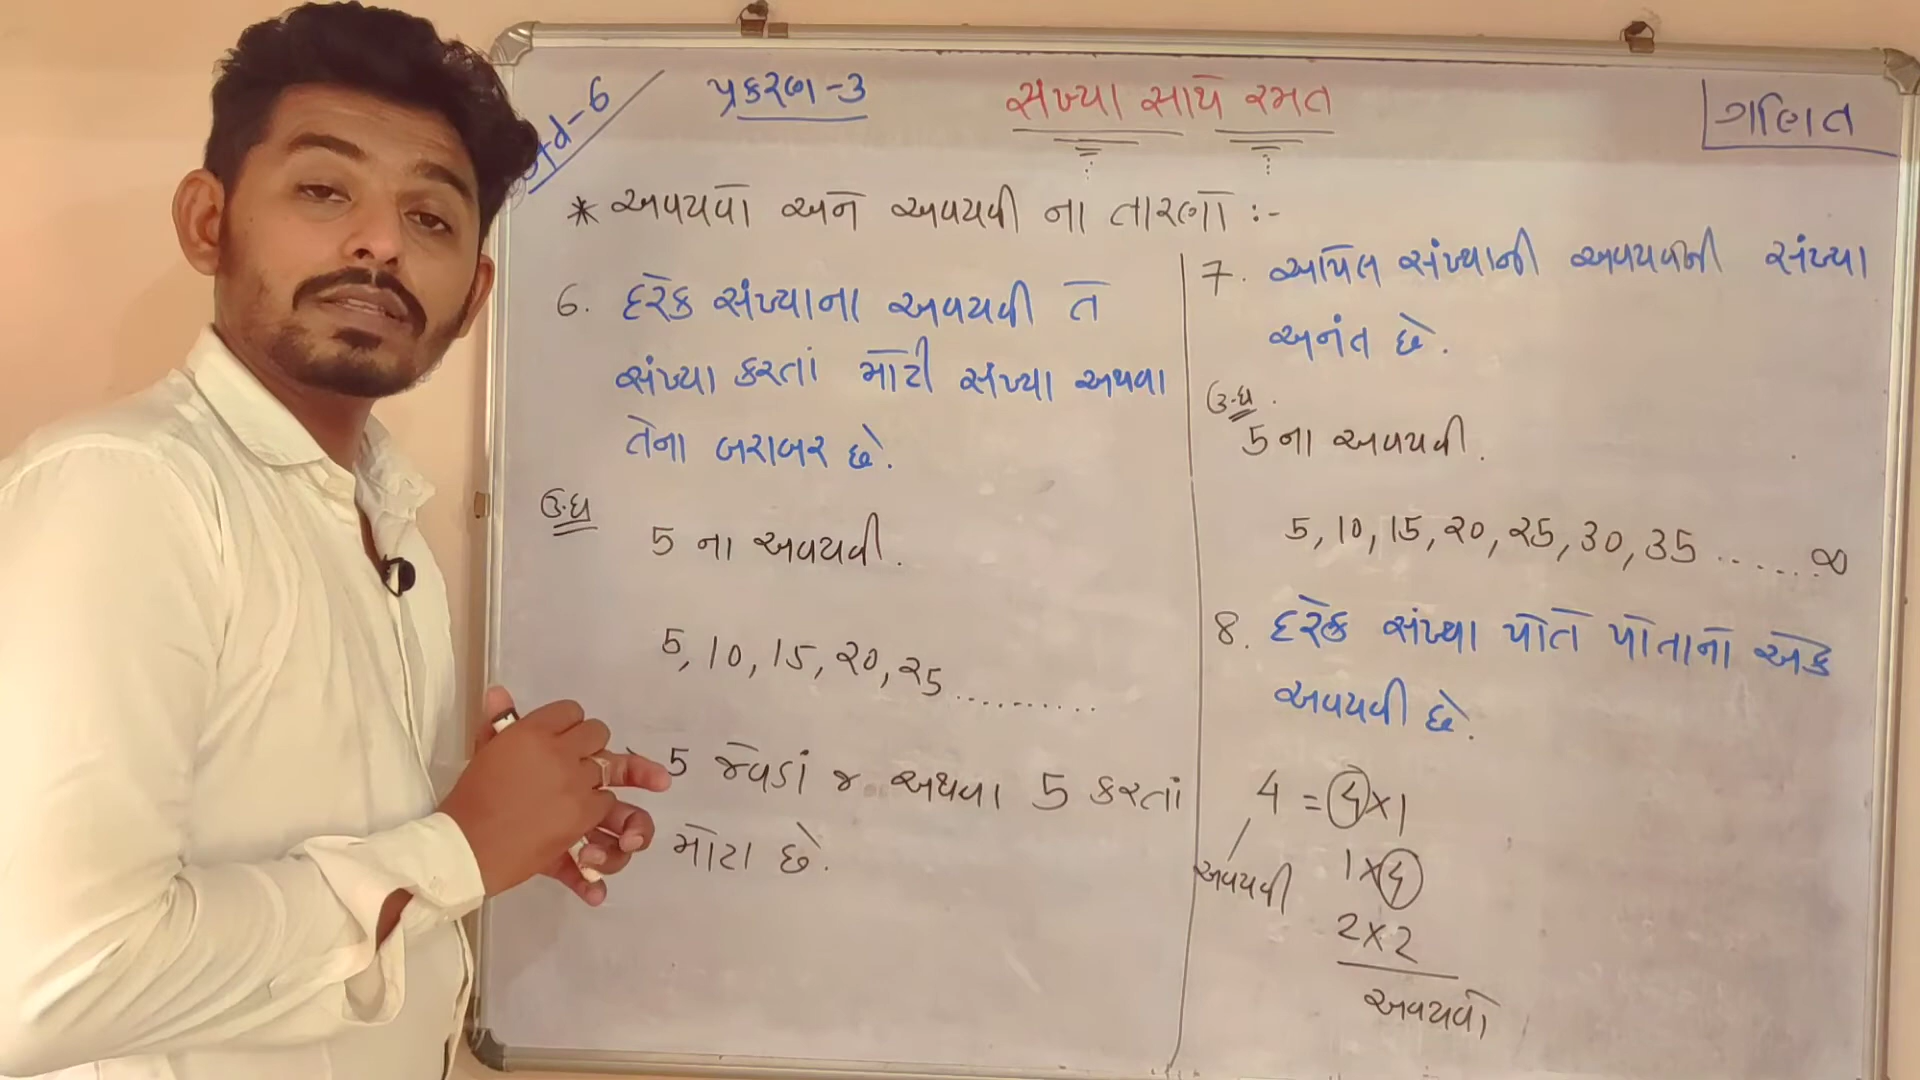 Std-6
પ્રકરણ-3
સંખ્યા સાથે રમત
ગણિત
* અવયવો અને અવયવી ના તારણો :-
6. દરેક સંખ્યાના અવયવી તે
સંખ્યા કરતાં મોટી સંખ્યા અથવા
તેના બરાબર છે.
ઉ.દા
5 ના અવયવી.
5, 10, 15, 20, 25 ..........
5 જેવડાં જ અથવા 5 કરતાં
મોટા છે.
7. આપેલ સંખ્યાની અવયવીની સંખ્યા
અનંત છે.
ઉ.દા.
5 ના અવયવી.
5, 10, 15, 20, 25, 30, 35 ....... ∞
8. દરેક સંખ્યા પોતે પોતાનો એક
અવયવી છે.
4 = 4×1
1×4
અવયવી
2×2
અવયવો